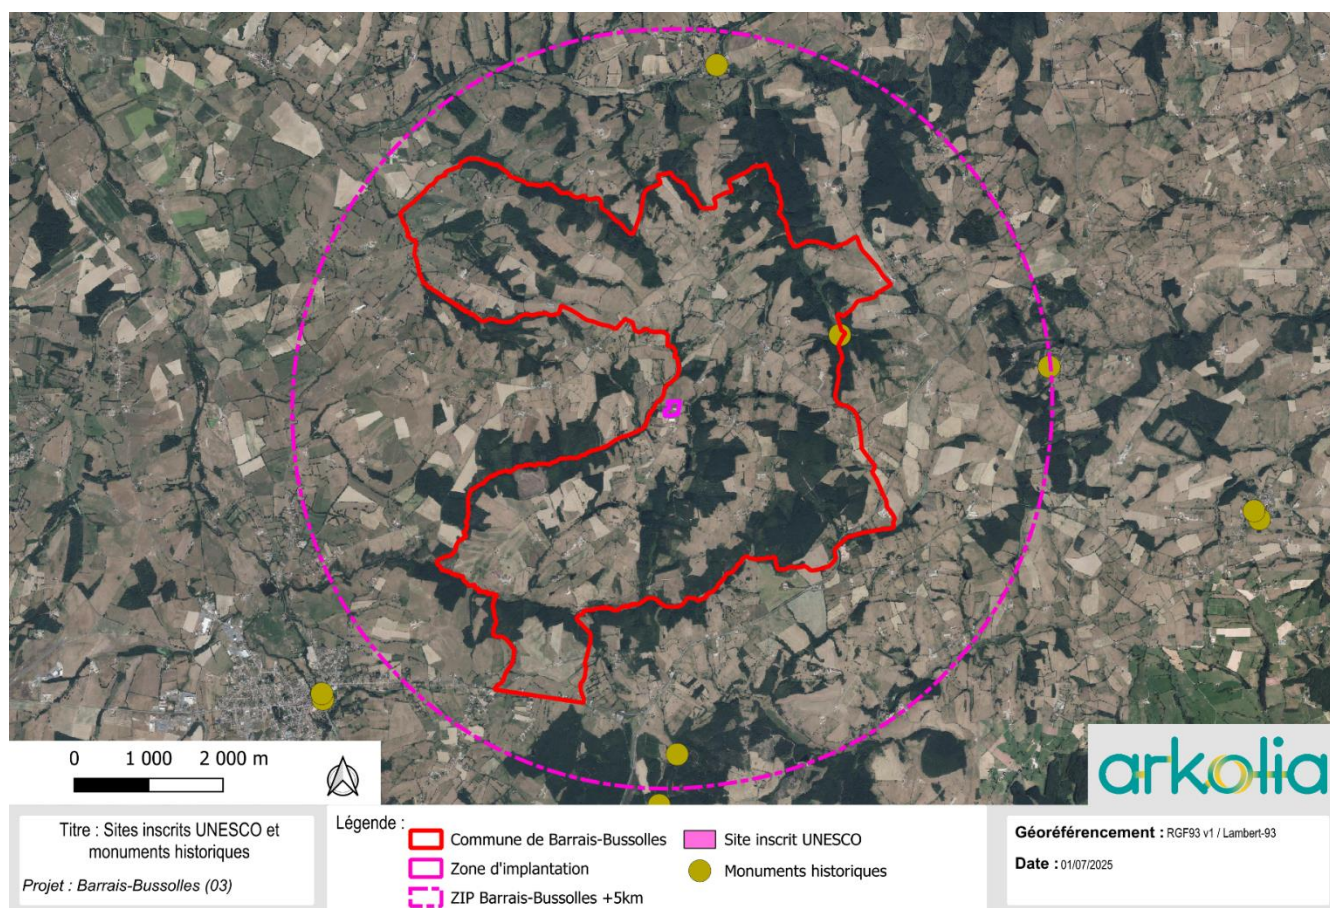 0 1 000 2 000 m
arkolia
Titre : Sites inscrits UNESCO et
monuments historiques
Projet : Barrais-Bussolles (03)
Légende :
Commune de Barrais-Bussolles
Zone d'implantation
ZIP Barrais-Bussolles +5km
Site inscrit UNESCO
Monuments historiques
Géoréférencement : RGF93 v1 / Lambert-93
Date : 01/07/2025